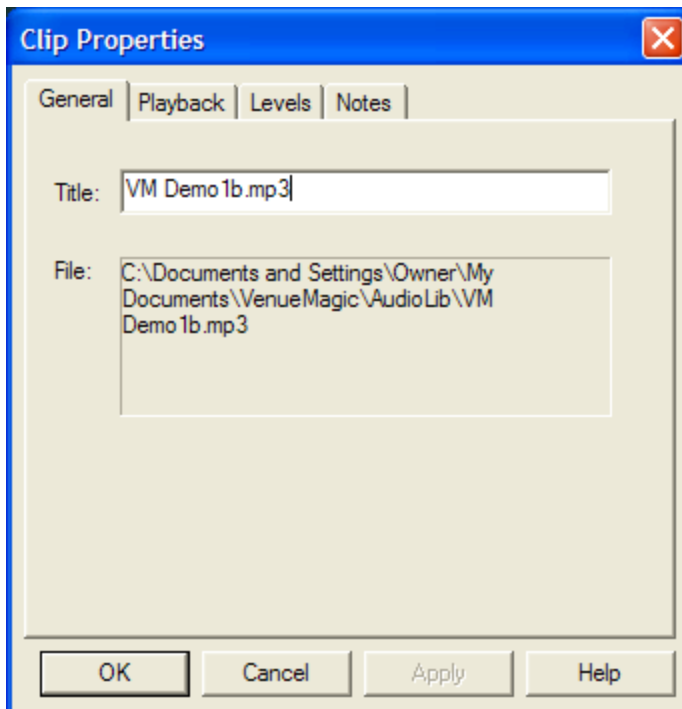 Clip Properties
General Playback Levels Notes
Title: VM Demo1b.mp3
File: C:\Documents and Settings\Owner\My
Documents\VenueMagic\AudioLib\VM
Demo1b.mp3
OK Cancel Apply Help